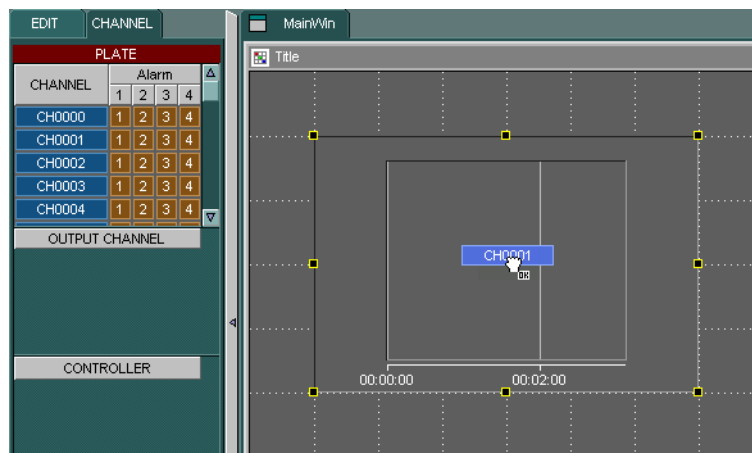 EDIT CHANNEL
PLATE
CHANNEL Alarm
1 2 3 4
CH0000 1 2 3 4
CH0001 1 2 3 4
CH0002 1 2 3 4
CH0003 1 2 3 4
CH0004 1 2 3 4
OUTPUT CHANNEL
CONTROLLER
MainWin
Title
CH0001
OK
00:00:00 00:02:00